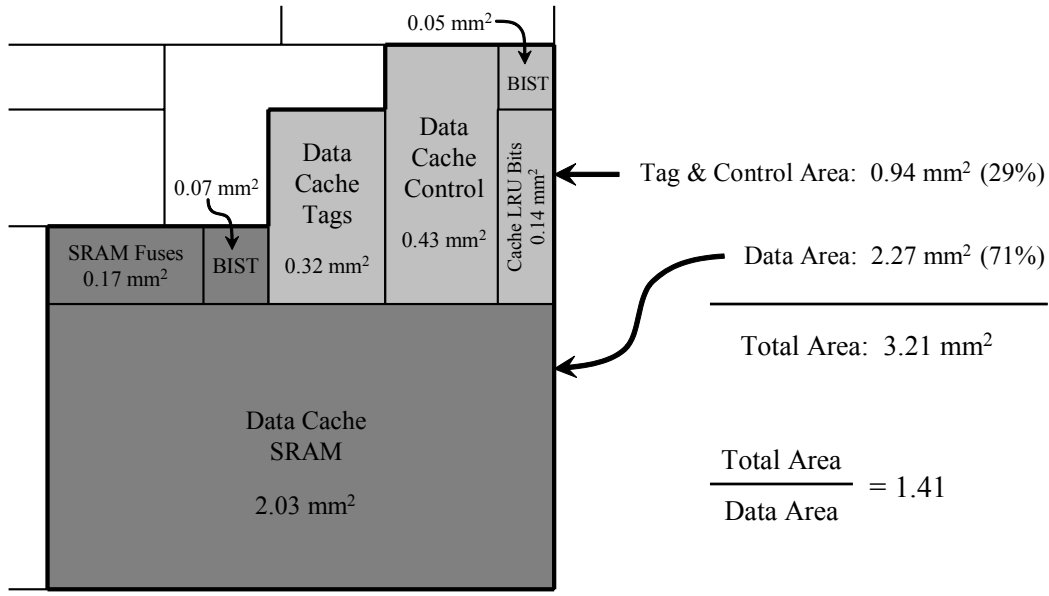 0.05 mm²
BIST
Data
Cache
Control
0.43 mm²
Cache LRU Bits
0.14 mm²
Data
Cache
Tags
0.32 mm²
0.07 mm²
SRAM Fuses
0.17 mm²
BIST
Data Cache
SRAM
2.03 mm²
Tag & Control Area: 0.94 mm² (29%)
Data Area: 2.27 mm² (71%)
Total Area: 3.21 mm²
Total Area
Data Area
= 1.41